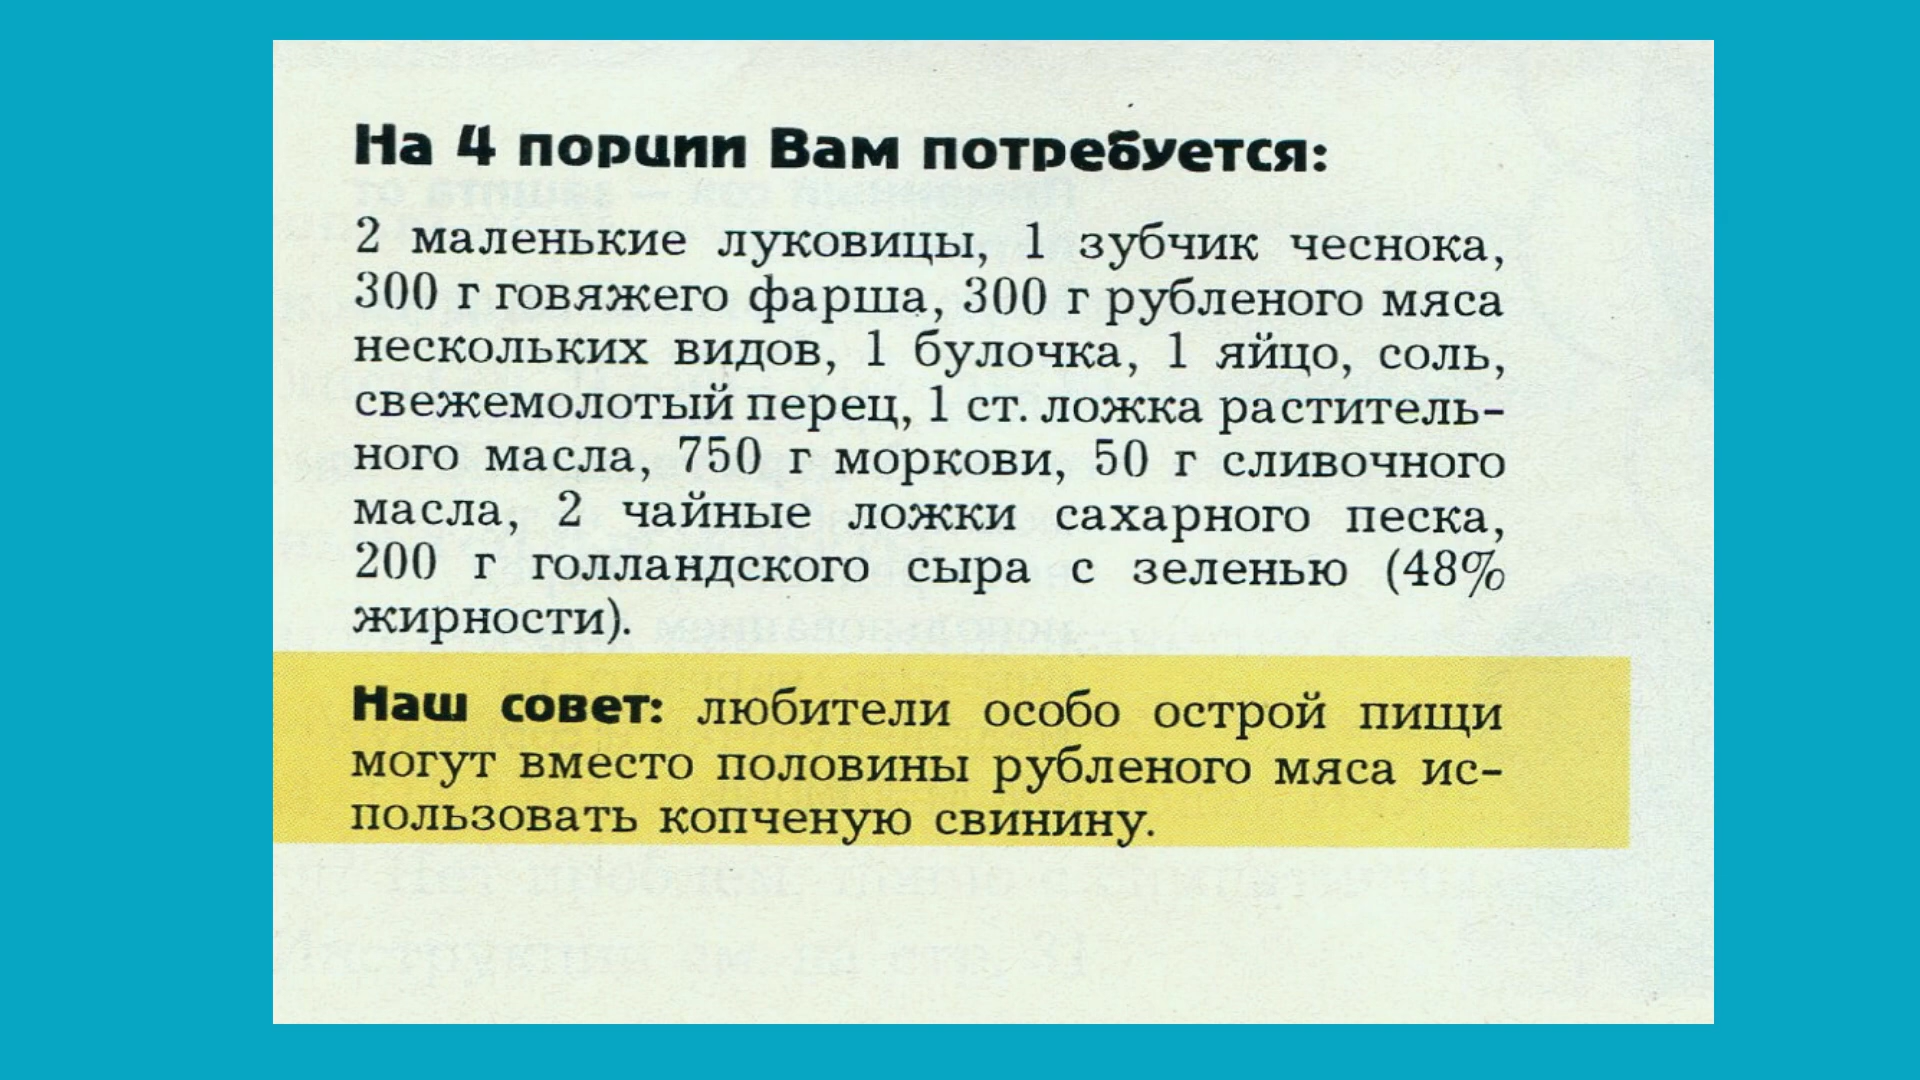 На 4 порции Вам потребуется:
2 маленькие луковицы, 1 зубчик чеснока,
300 г говяжего фарша, 300 г рубленого мяса
нескольких видов, 1 булочка, 1 яйцо, соль,
свежемолотый перец, 1 ст. ложка раститель-
ного масла, 750 г моркови, 50 г сливочного
масла, 2 чайные ложки сахарного песка,
200 г голландского сыра с зеленью (48%
жирности).
Наш совет: любители особо острой пищи
могут вместо половины рубленого мяса ис-
пользовать копченую свинину.